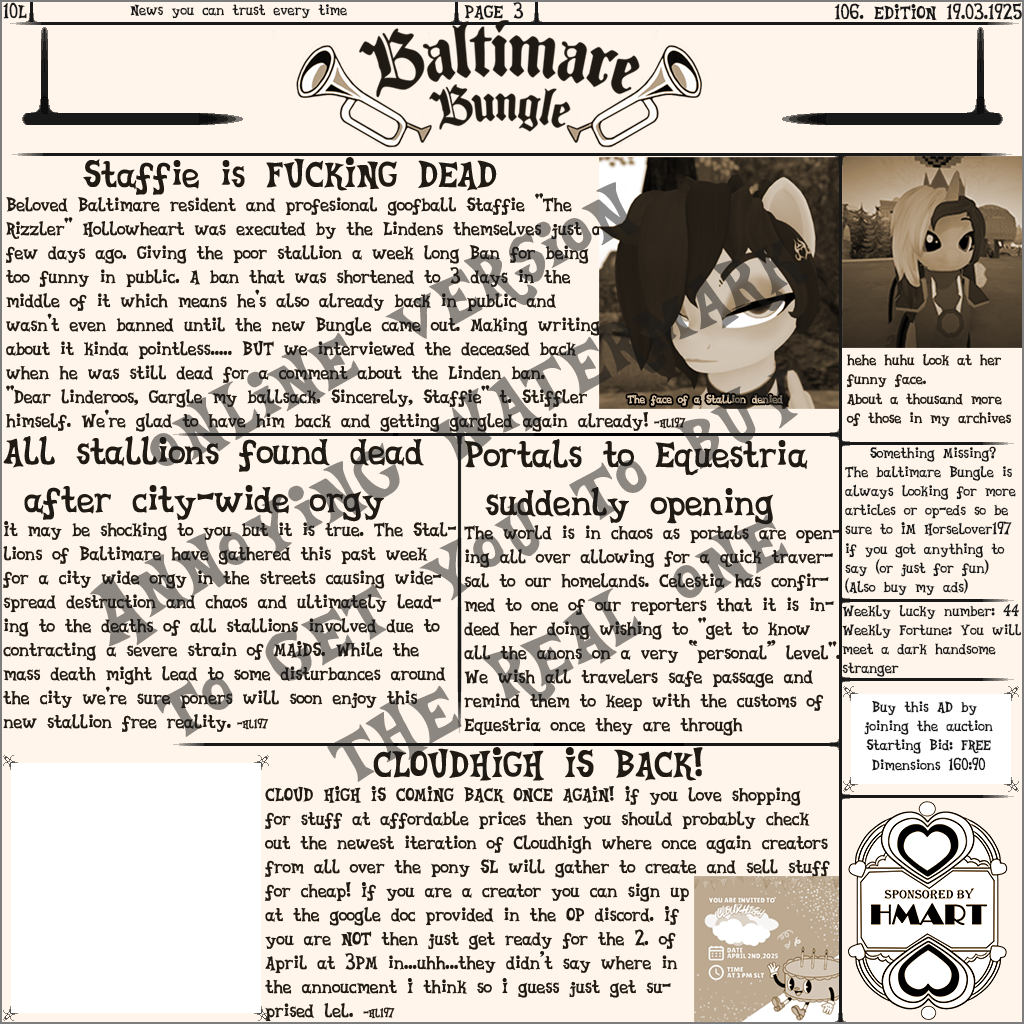 10L
News you can trust every time
PAGE 3
106. EDITION 19.03.1925
Baltimare
Bungle
Staffie is FUCKING DEAD
Beloved Baltimare resident and profesional goofball Staffie "The
Rizzler" Hollowheart was executed by the Lindens themselves just a
few days ago. Giving the poor stallion a week long Ban for being
too funny in public. A ban that was shortened to 3 days in the
middle of it which means he's also already back in public and
wasn't even banned until the new Bungle came out. Making writing
about it kinda pointless..... BUT we interviewed the deceased back
when he was still dead for a comment about the Linden ban.
"Dear linderoos, Gargle my ballsack. Sincerely, Staffie" t. Stiffler
himself. We're glad to have him back and getting gargled again already! -HL197
The face of a Stallion denied
hehe huhu look at her
funny face.
About a thousand more
of those in my archives
All stallions found dead
after city-wide orgy
it may be shocking to you but it is true. The Stal-
lions of Baltimare have gathered this past week
for a city wide orgy in the streets causing wide-
spread destruction and chaos and ultimately lead-
ing to the deaths of all stallions involved due to
contracting a severe strain of MAIDS. While the
mass death might lead to some disturbances around
the city we're sure poners will soon enjoy this
new stallion free reality. -HL197
Portals to Equestria
suddenly opening
The world is in chaos as portals are open-
ing all over allowing for a quick traver-
sal to our homelands. Celestia has confir-
med to one of our reporters that it is in-
deed her doing wishing to "get to know
all the anons on a very "personal" level".
We wish all travelers safe passage and
remind them to keep with the customs of
Equestria once they are through
Something Missing?
The baltimare Bungle is
always looking for more
articles or op-eds so be
sure to IM Horselover197
if you got anything to
say (or just for fun)
(Also buy my ads)
Weekly lucky number: 44
Weekly Fortune: You will
meet a dark handsome
stranger
Buy this AD by
joining the auction
Starting Bid: FREE
Dimensions 160:90
CLOUDHIGH IS BACK!
CLOUD HIGH IS COMING BACK ONCE AGAIN! if you love shopping
for stuff at affordable prices then you should probably check
out the newest iteration of Cloudhigh where once again creators
from all over the pony SL will gather to create and sell stuff
for cheap! if you are a creator you can sign up
at the google doc provided in the OP discord. if
you are NOT then just get ready for the 2. of
April at 3PM in...uhh...they didn't say where in
the annoucment i think so i guess just get su-
prised lel. -HL197
YOU ARE INVITED TO
CLOUDHIGH
DATE
APRIL 2ND, 2025
TIME
AT 3 PM SLT
SPONSORED BY
HMART
ONLINE VERSION
ANNOYING WATERMARK
TO GET YOU TO BUY
THE REAL ONE